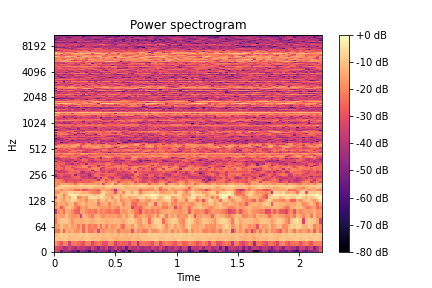 Power spectrogram
8192
4096
2048
1024
512
256
128
64
0
Hz
0
0.5
1
1.5
2
Time
+0 dB
-10 dB
-20 dB
-30 dB
-40 dB
-50 dB
-60 dB
-70 dB
-80 dB